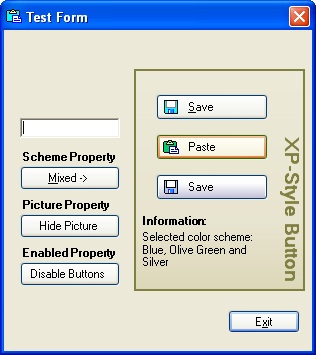 Test Form
Scheme Property
Mixed ->
Picture Property
Hide Picture
Enabled Property
Disable Buttons
Save
Paste
Save
Information:
Selected color scheme:
Blue, Olive Green and
Silver
XP-Style Button
Exit